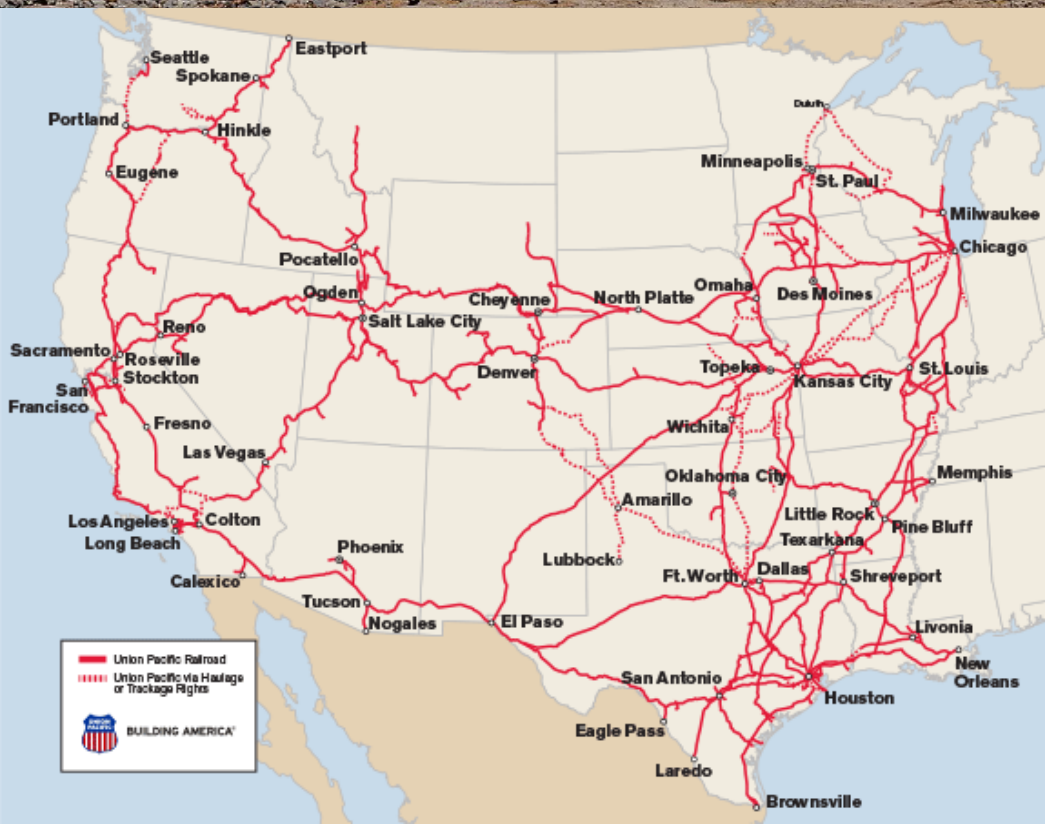 Seattle
Eastport
Spokane
Duluth
Portland
Hinkle
Minneapolis
Eugene
St. Paul
Milwaukee
Chicago
Pocatello
Ogden
Cheyenne
North Platte
Omaha
Des Moines
Salt Lake City
Reno
Sacramento
Roseville
Stockton
San
Francisco
Denver
Topeka
Kansas City
St.Louis
Fresno
Wichita
Las Vegas
Oklahoma City
Memphis
Amarillo
Little Rock
Pine Bluff
Los Angeles
Colton
Long Beach
Texarkana
Phoenix
Lubbock
Ft.Worth
Dallas
Shreveport
Calexico
Tucson
Nogales
El Paso
Livonia
New
Orleans
San Antonio
Houston
Eagle Pass
Laredo
Brownsville
Union Pacific Railroad
Union Pacific via Haulage
or Trackage Rights
UNION
PACIFIC
BUILDING AMERICA®